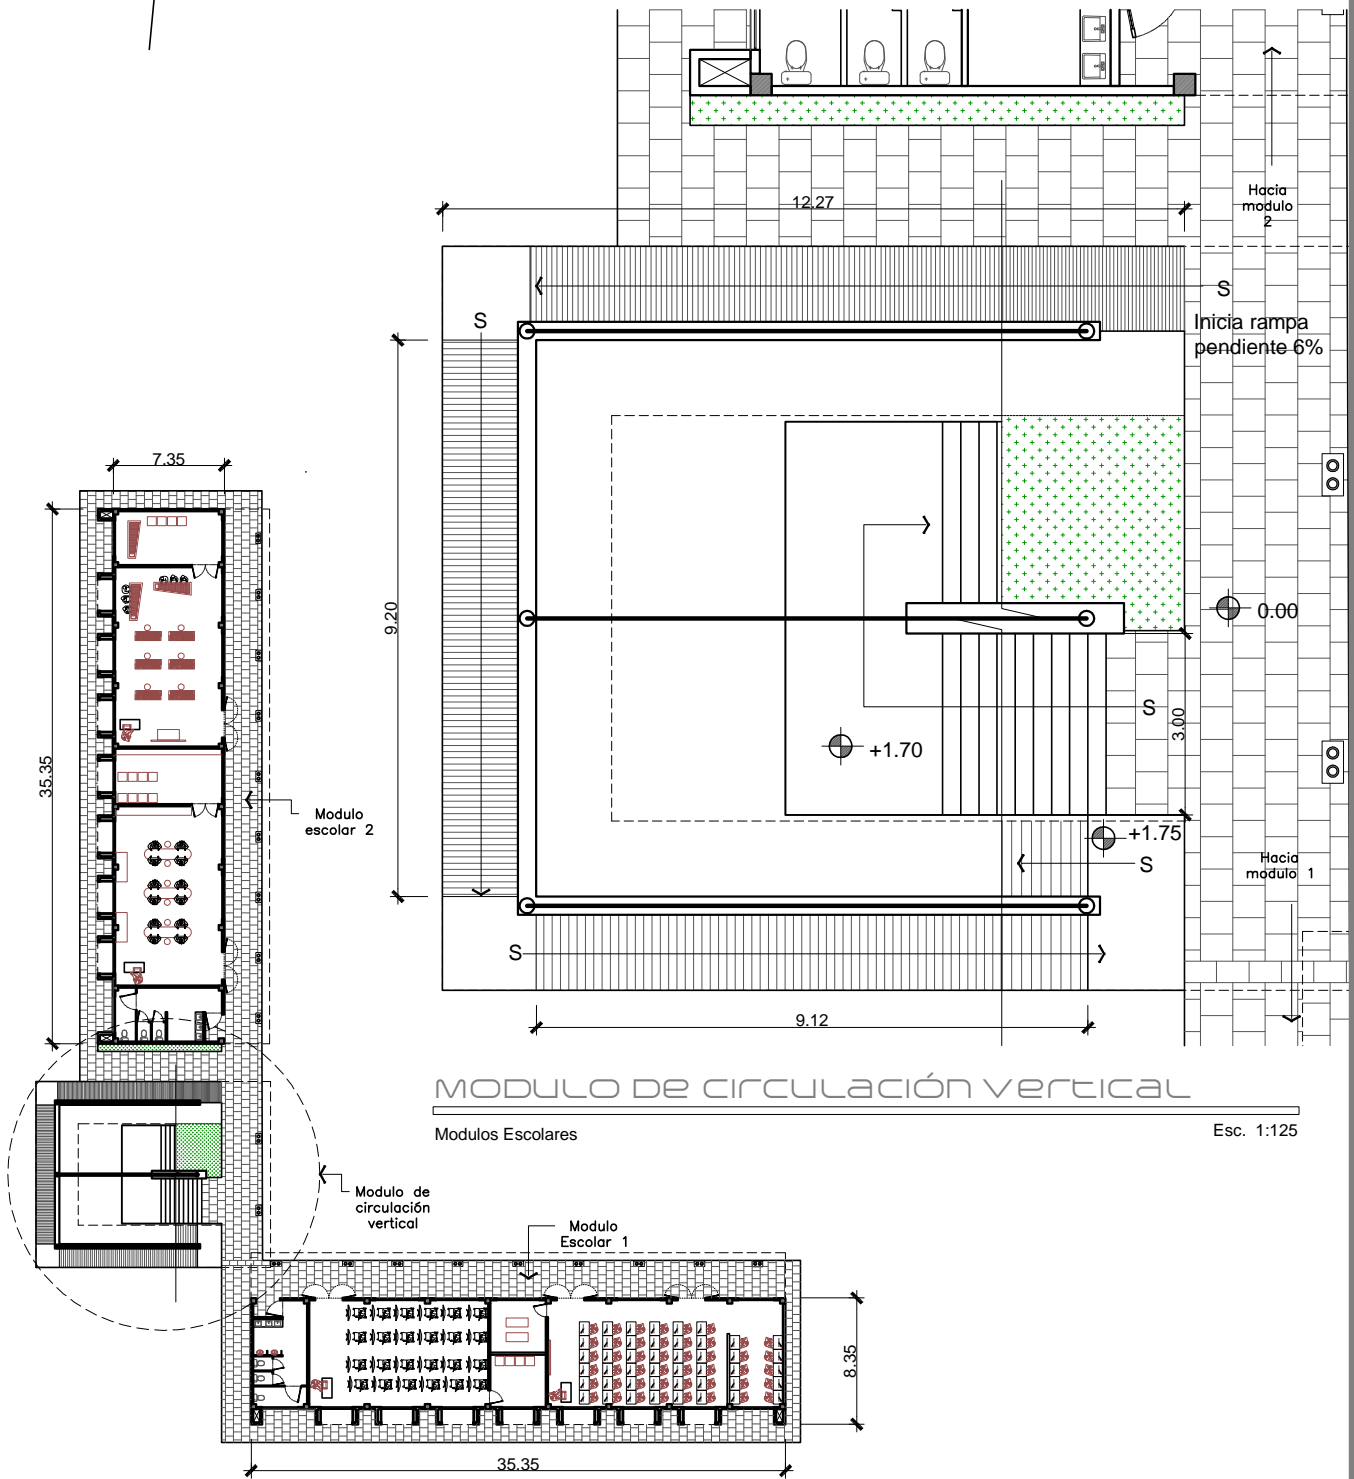 12.27
Hacia
modulo
2
S
S
Inicia rampa
pendiente 6%
7.35
9.20
0.00
S
3.00
+1.70
35.35
Modulo
escolar 2
+1.75
S
Hacia
modulo 1
S
9.12
MODULO DE CIRCULACIÓN VERTICAL
Modulos Escolares
Esc. 1:125
Modulo de
circulación
vertical
Modulo
Escolar 1
8.35
35.35